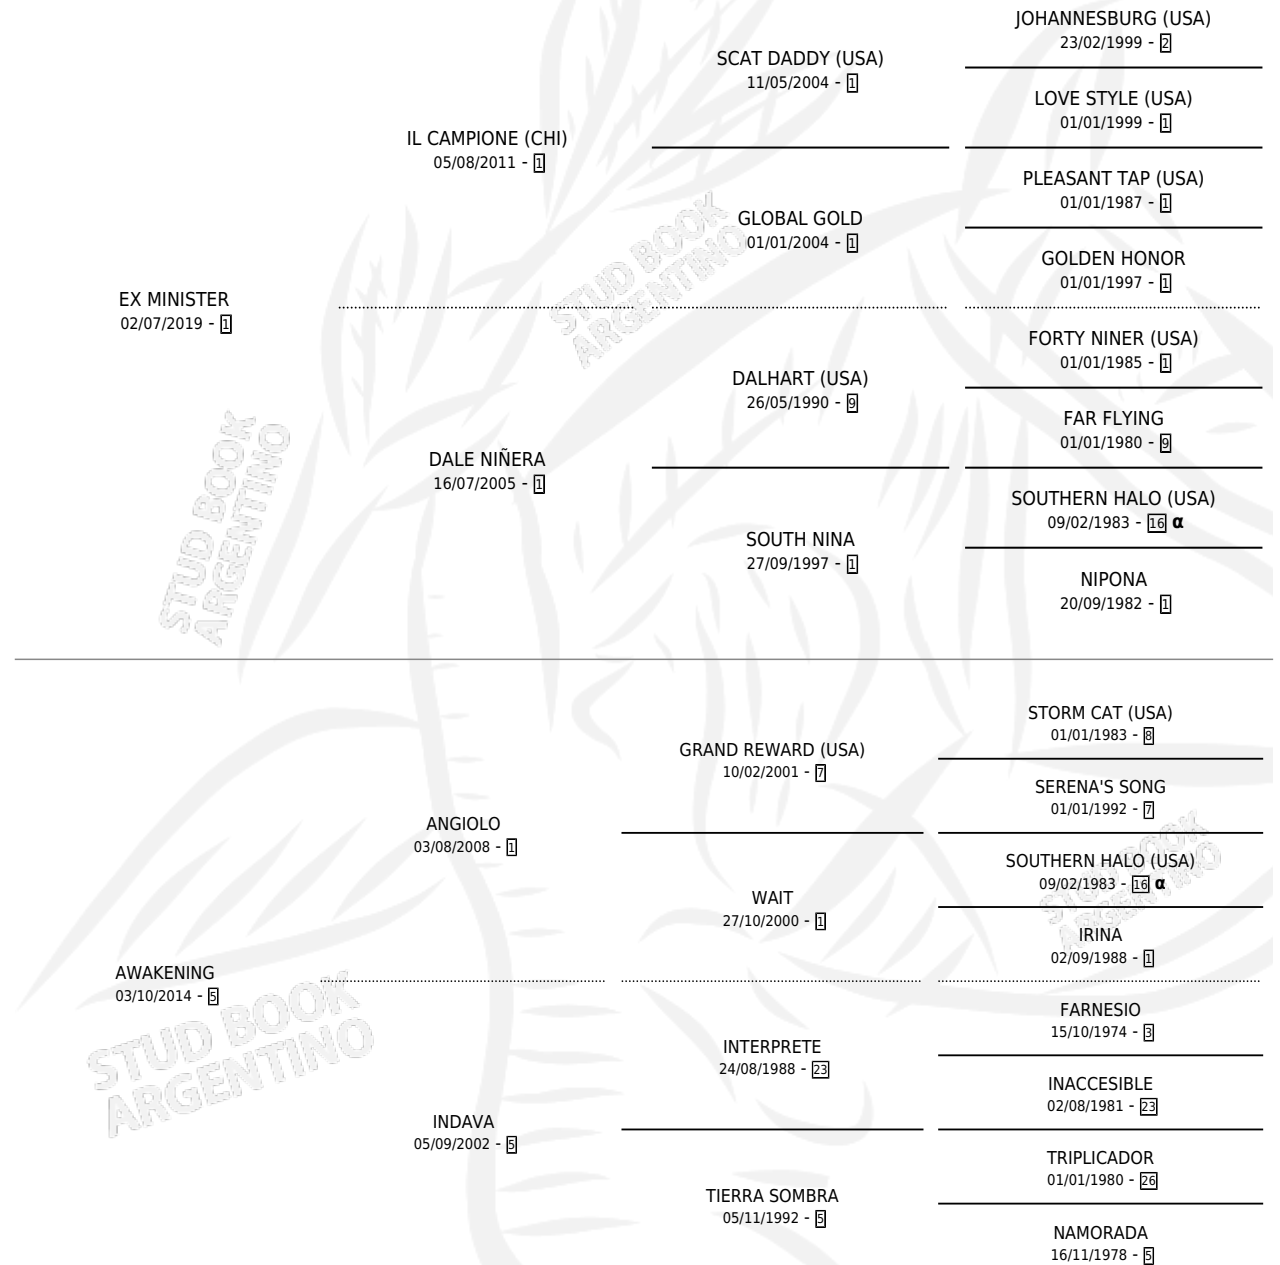 JOHANNESBURG (USA)
23/02/1999 - 2
SCAT DADDY (USA)
11/05/2004 - 1
LOVE STYLE (USA)
01/01/1999 - 1
IL CAMPIONE (CHI)
05/08/2011 - 1
PLEASANT TAP (USA)
01/01/1987 - 1
GLOBAL GOLD
01/01/2004 - 1
GOLDEN HONOR
01/01/1997 - 1
EX MINISTER
02/07/2019 - 1
FORTY NINER (USA)
01/01/1985 - 1
DALHART (USA)
26/05/1990 - 9
FAR FLYING
01/01/1980 - 9
DALE NIÑERA
16/07/2005 - 1
SOUTHERN HALO (USA)
09/02/1983 - 16 α
SOUTH NINA
27/09/1997 - 1
NIPONA
20/09/1982 - 1
STORM CAT (USA)
01/01/1983 - 8
GRAND REWARD (USA)
10/02/2001 - 7
SERENA'S SONG
01/01/1992 - 7
ANGIOLO
03/08/2008 - 1
SOUTHERN HALO (USA)
09/02/1983 - 16 α
WAIT
27/10/2000 - 1
IRINA
02/09/1988 - 1
AWAKENING
03/10/2014 - 5
FARNESIO
15/10/1974 - 3
INTERPRETE
24/08/1988 - 23
INACCESIBLE
02/08/1981 - 23
INDAVA
05/09/2002 - 5
TRIPLICADOR
01/01/1980 - 26
TIERRA SOMBRA
05/11/1992 - 5
NAMORADA
16/11/1978 - 5
STUD BOOK
ARGENTINO
STUD BOOK
ARGENTINO
STUD BOOK
ARGENTINO
STUD BOOK
ARGENTINO